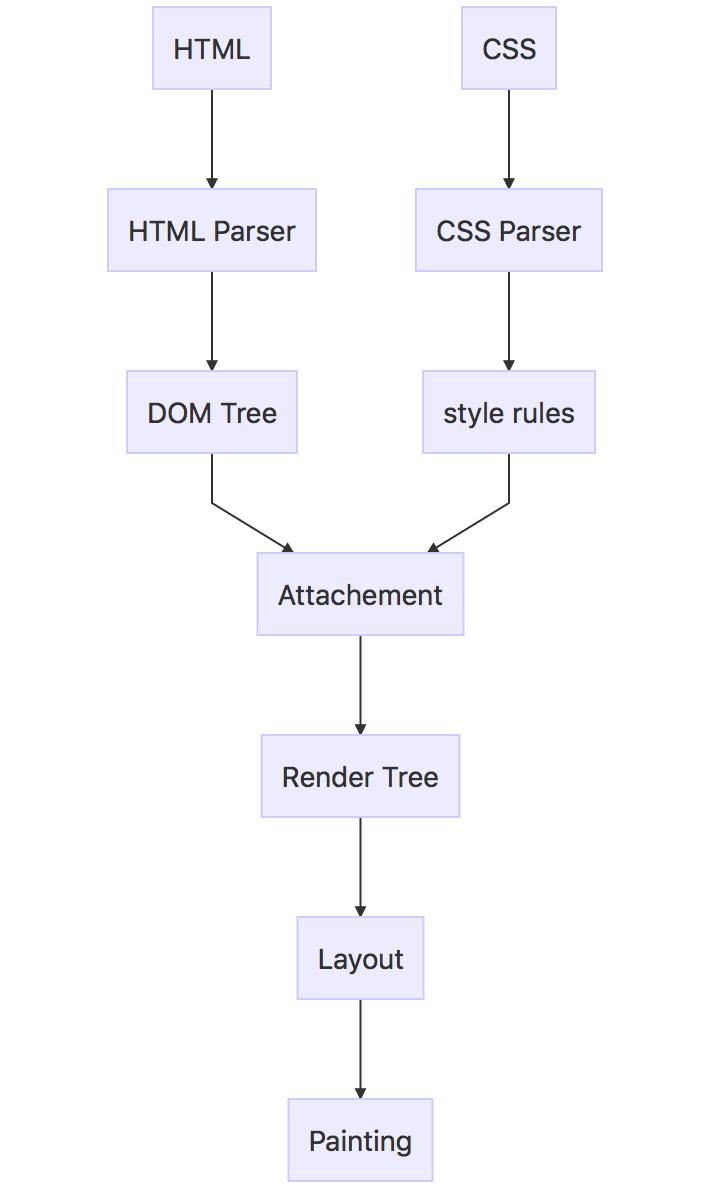 HTML
CSS
HTML Parser
CSS Parser
DOM Tree
style rules
Attachement
Render Tree
Layout
Painting